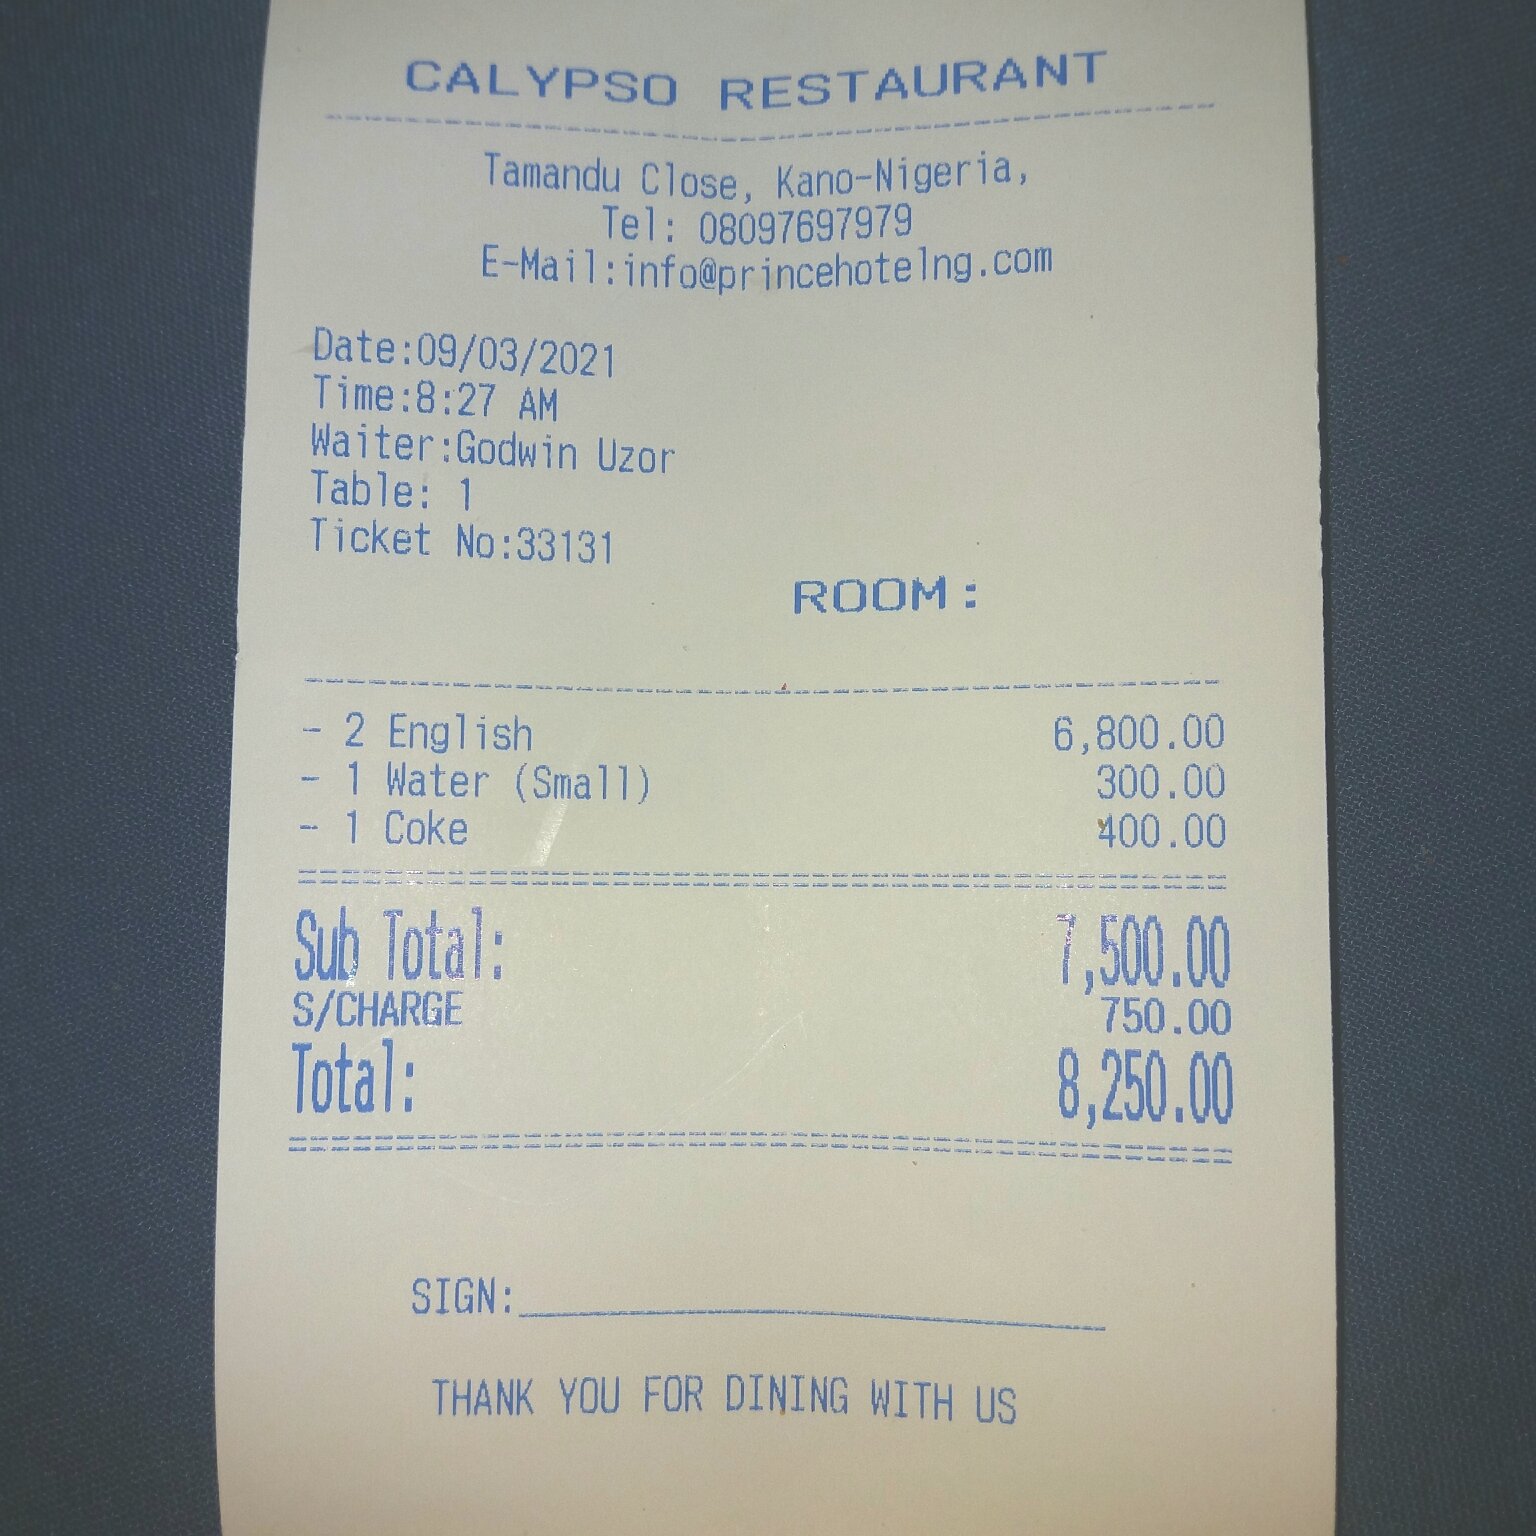 CALYPSO RESTAURANT
Tamandu Close, Kano-Nigeria,
Tel: 08097697979
E-Mail:info@princehotelng.com
Date:09/03/2021
Time:8:27 AM
Waiter:Godwin Uzor
Table: 1
Ticket No:33131
ROOM:
- 2 English 6,800.00
- 1 Water (Small) 300.00
- 1 Coke 400.00
Sub Total: 7,500.00
S/CHARGE 750.00
Total: 8,250.00
SIGN:
THANK YOU FOR DINING WITH US